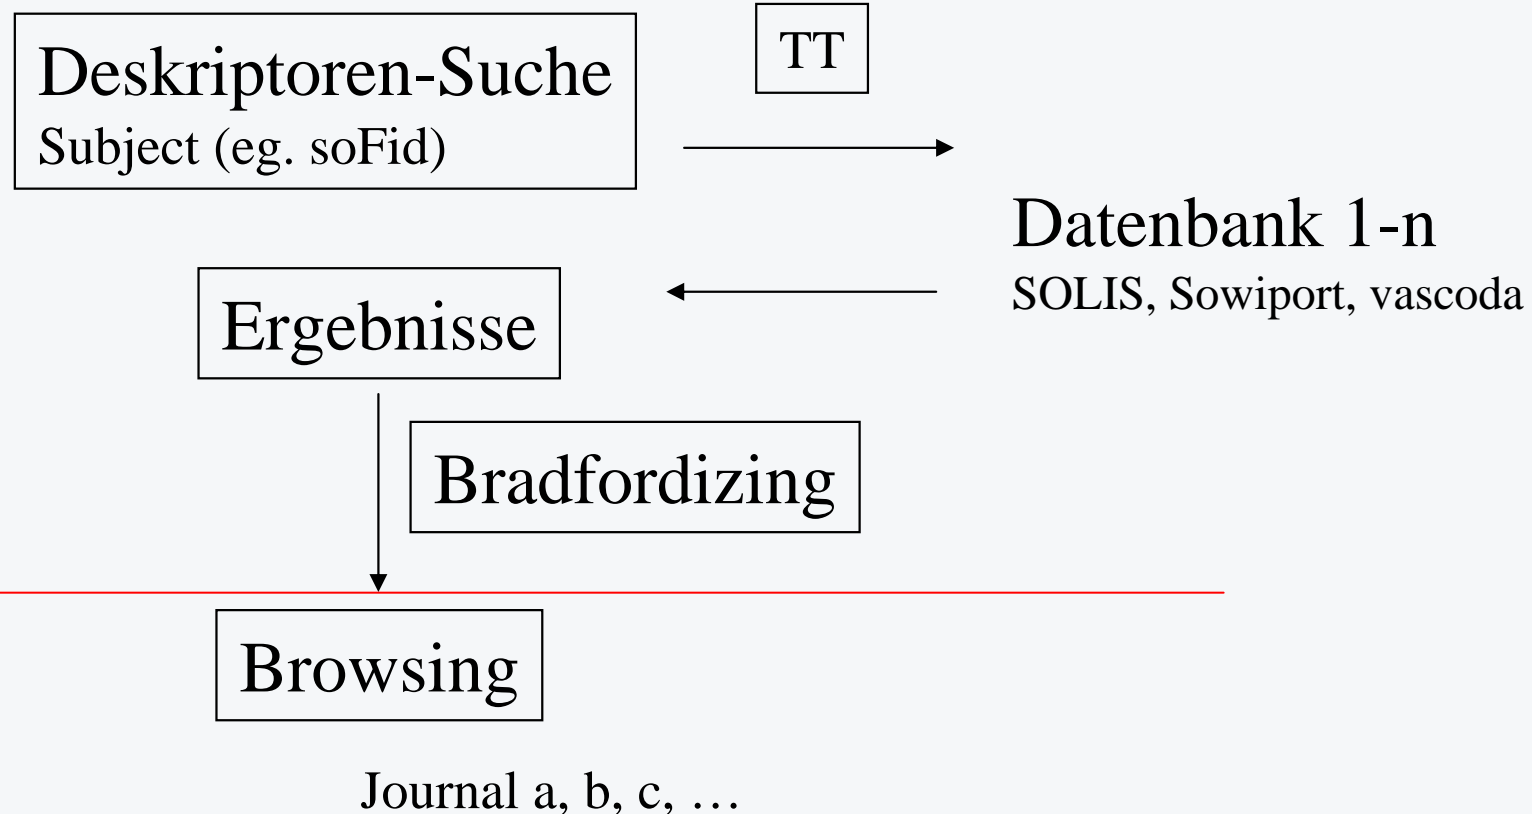 Deskriptoren-Suche
Subject (eg. soFid)
TT
Datenbank 1-n
SOLIS, Sowiport, vascoda
Ergebnisse
Bradfordizing
Browsing
Journal a, b, c, …